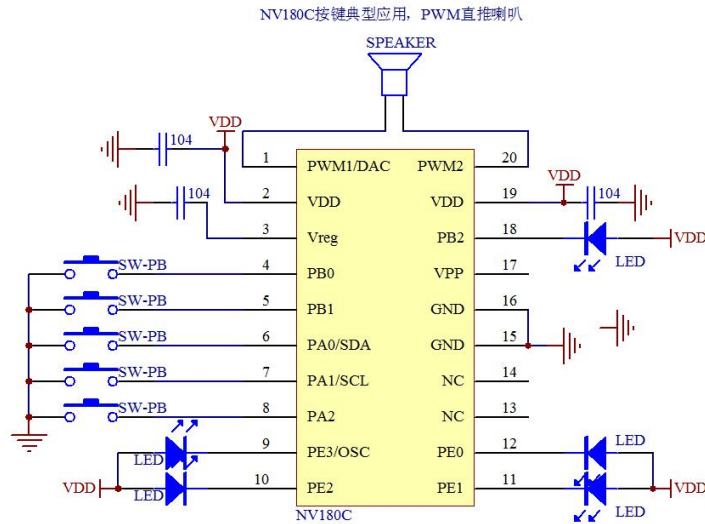 NV180C按键典型应用，PWM直推喇叭
SPEAKER
104
VDD
1 PWM1/DAC PWM2 20
104
2 VDD VDD 19
VDD
104
3 Vreg PB2 18
LED
VDD
SW-PB
4 PB0 VPP 17
SW-PB
5 PB1 GND 16
SW-PB
6 PA0/SDA GND 15
SW-PB
7 PA1/SCL NC 14
SW-PB
8 PA2 NC 13
LED
9 PE3/OSC PE0 12
LED
VDD
LED
10 PE2 PE1 11
LED
VDD
NV180C